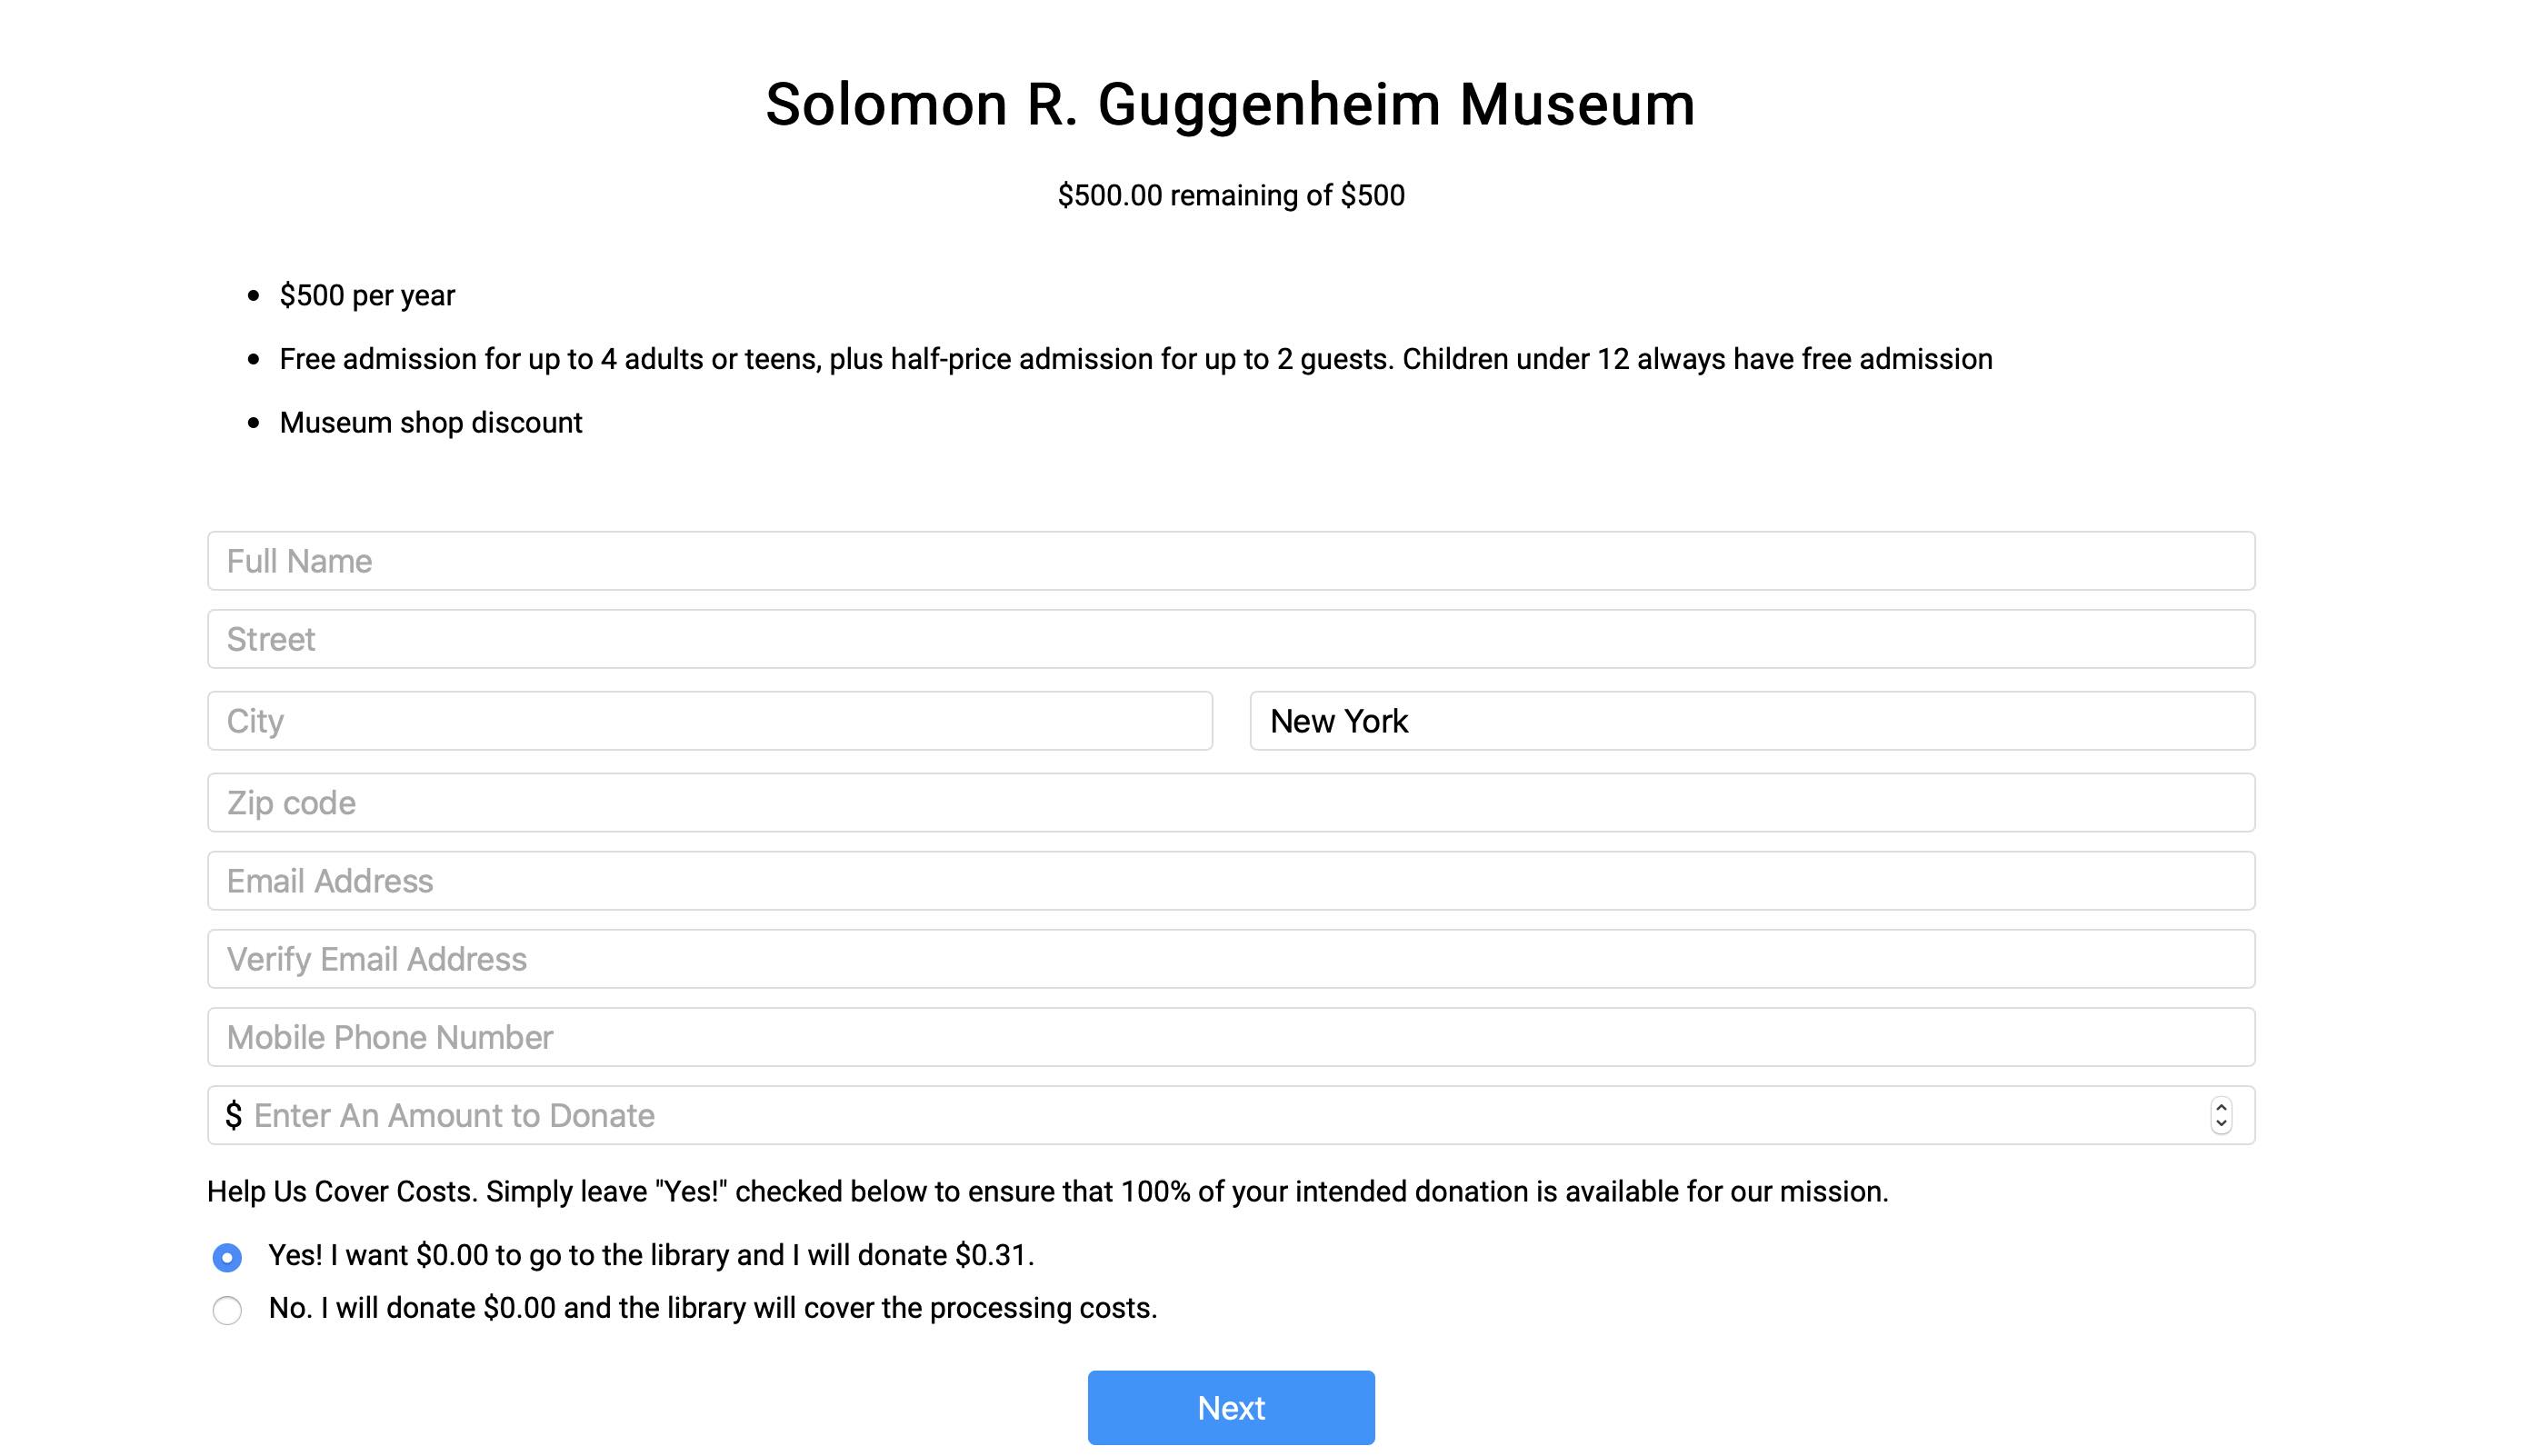 Solomon R. Guggenheim Museum
$500.00 remaining of $500
• $500 per year
• Free admission for up to 4 adults or teens, plus half-price admission for up to 2 guests. Children under 12 always have free admission
• Museum shop discount
Full Name
Street
City New York
Zip code
Email Address
Verify Email Address
Mobile Phone Number
$ Enter An Amount to Donate
Help Us Cover Costs. Simply leave "Yes!" checked below to ensure that 100% of your intended donation is available for our mission.
Yes! I want $0.00 to go to the library and I will donate $0.31.
No. I will donate $0.00 and the library will cover the processing costs.
Next